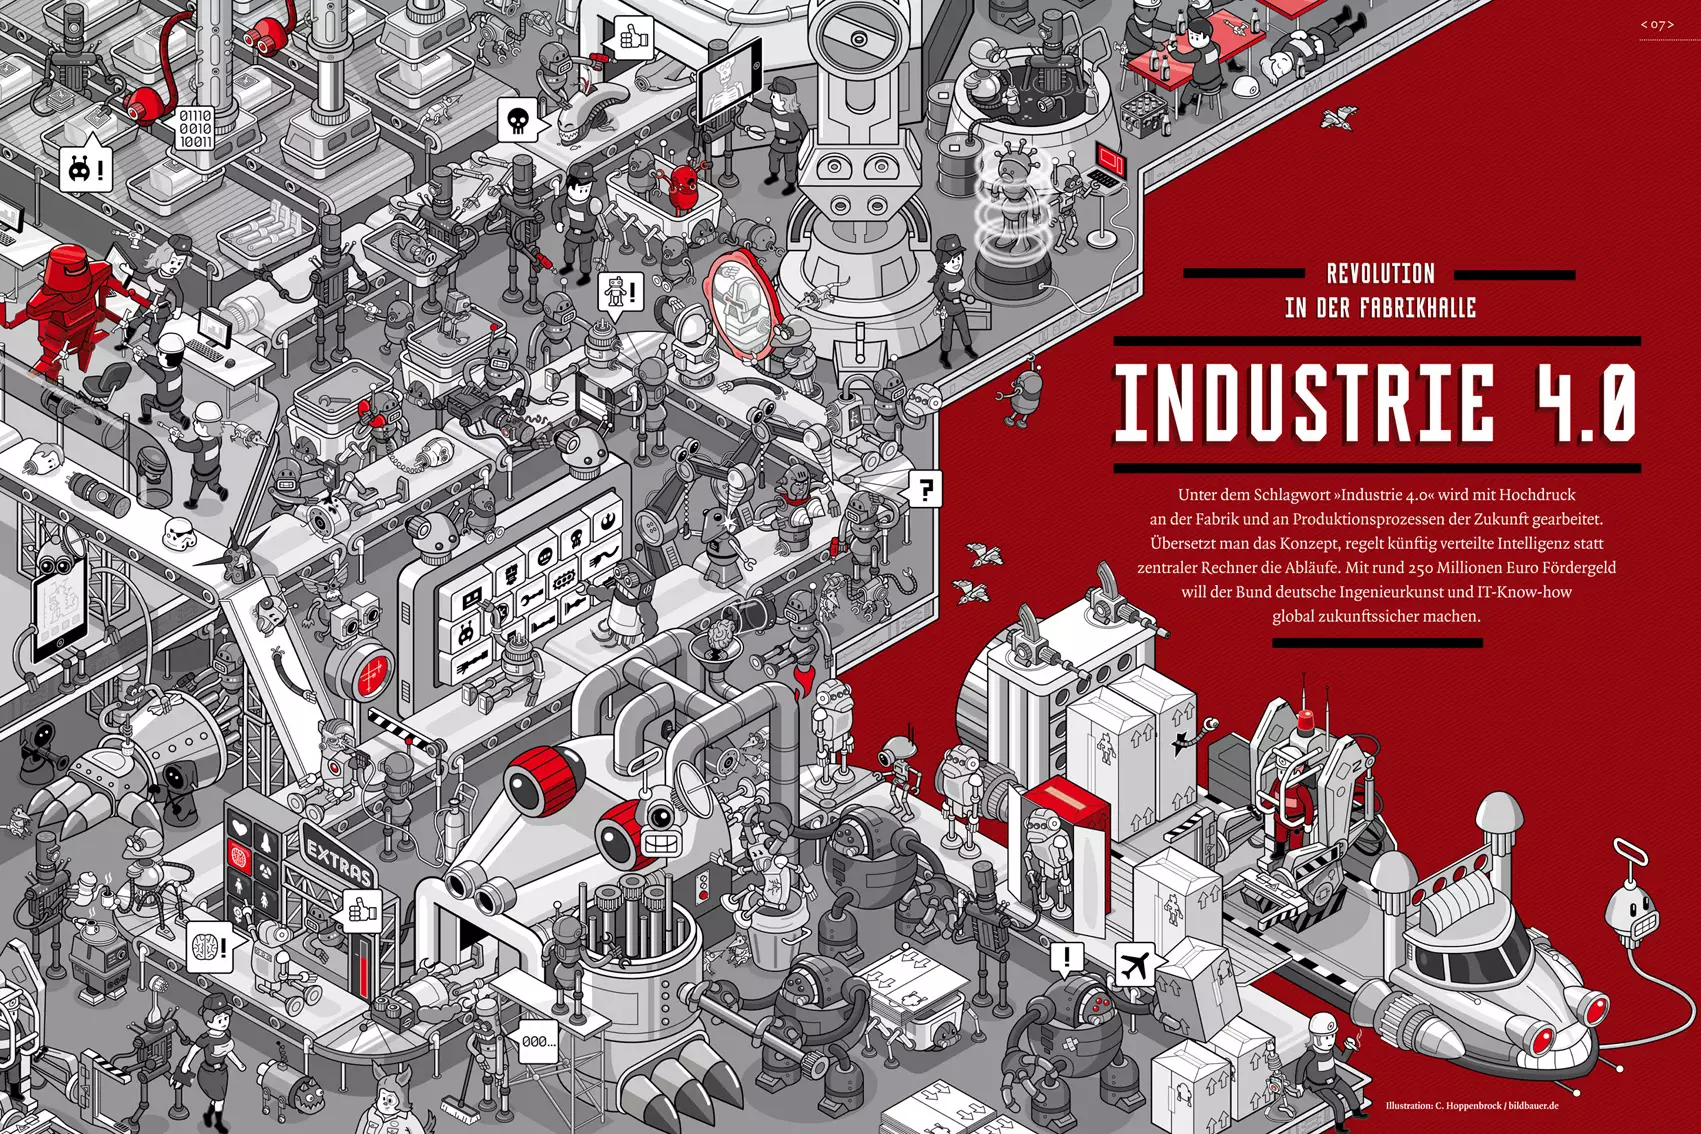 < 07 >
01110
0010
10011
!
!
?
REVOLUTION
IN DER FABRIKHALLE
INDUSTRIE 4.0
Unter dem Schlagwort »Industrie 4.0« wird mit Hochdruck
an der Fabrik und an Produktionsprozessen der Zukunft gearbeitet.
Übersetzt man das Konzept, regelt künftig verteilte Intelligenz statt
zentraler Rechner die Abläufe. Mit rund 250 Millionen Euro Fördergeld
will der Bund deutsche Ingenieurkunst und IT-Know-how
global zukunftssicher machen.
EXTRAS
!
!
000...
Illustration: C. Hoppenbrock / bildbauer.de